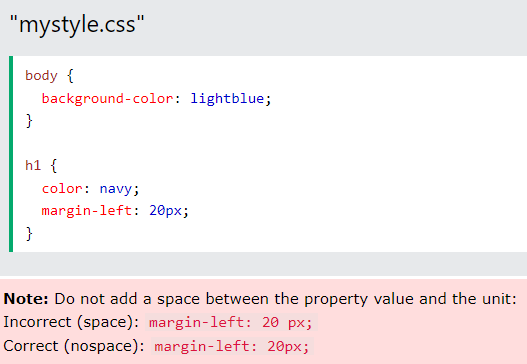 "mystyle.css"
body {
  background-color: lightblue;
}

h1 {
  color: navy;
  margin-left: 20px;
}
Note: Do not add a space between the property value and the unit:
Incorrect (space): margin-left: 20 px;
Correct (nospace): margin-left: 20px;